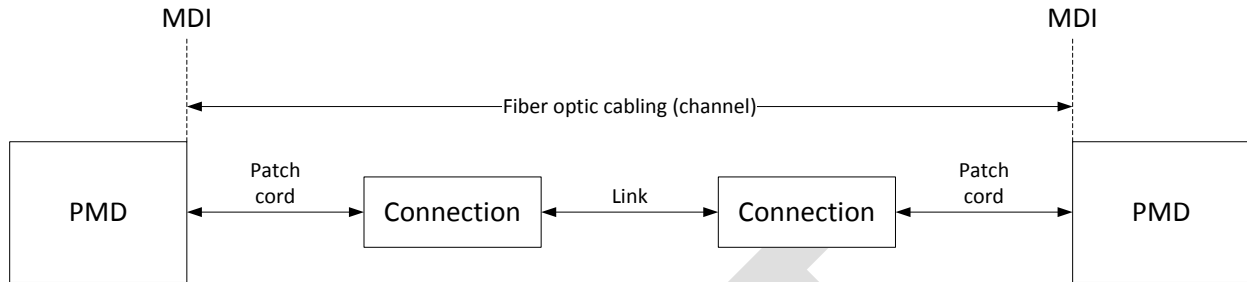 MDI
MDI
Fiber optic cabling (channel)
PMD
Patch
cord
Connection
Link
Connection
Patch
cord
PMD